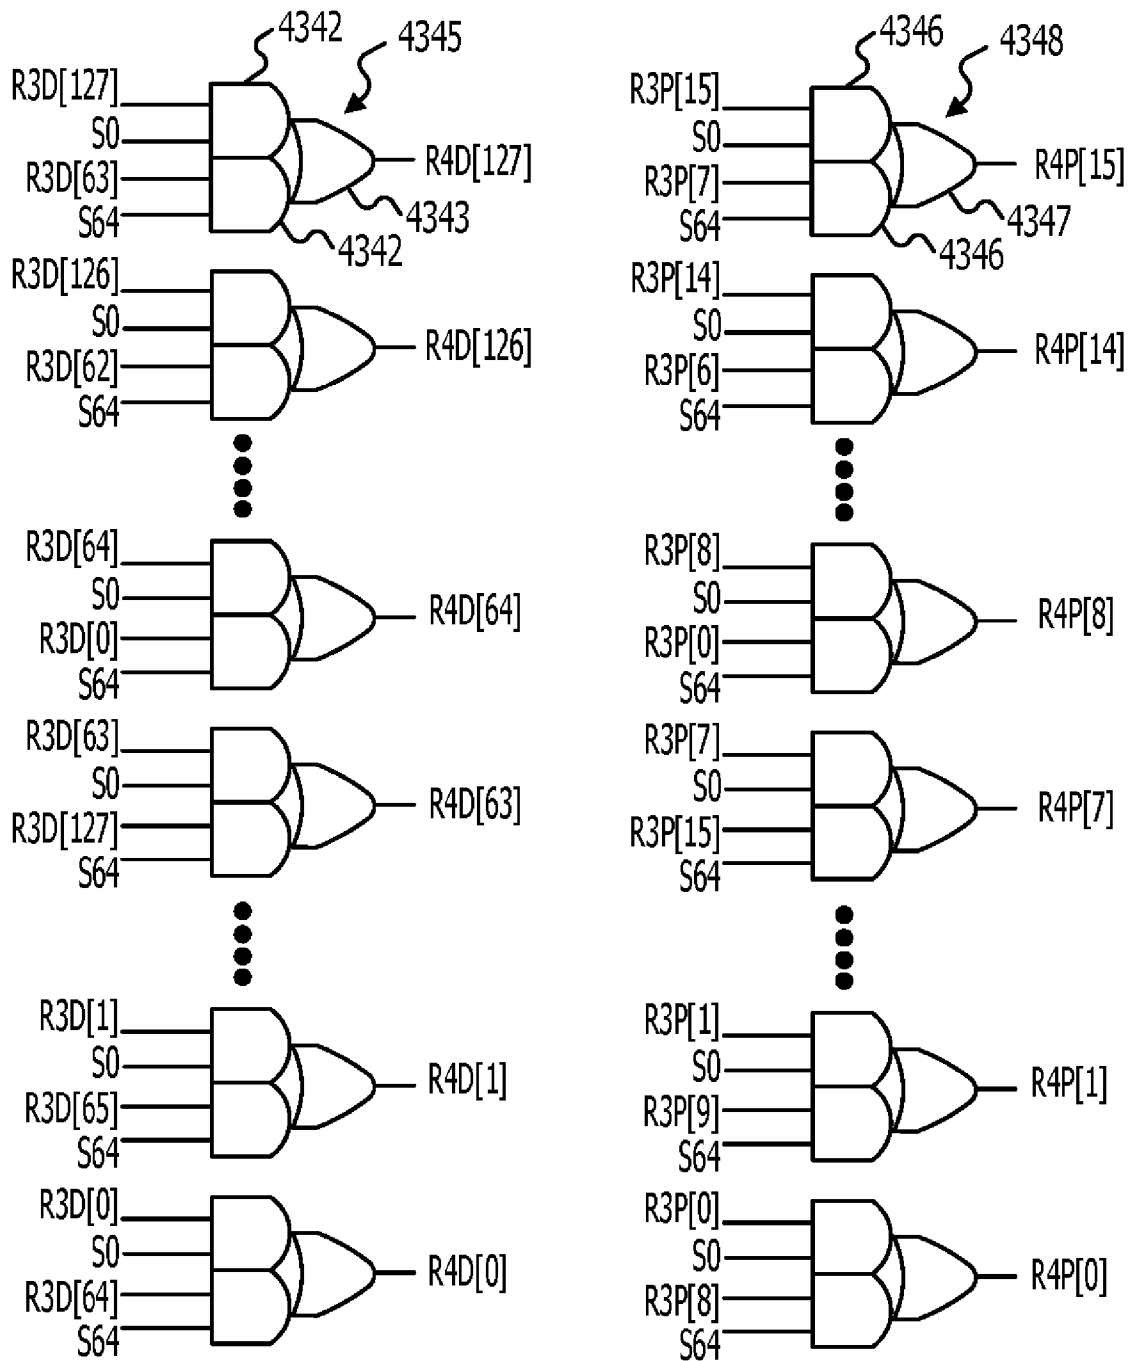 4342
4345
R3D[127]
S0
R3D[63]
S64
R4D[127]
4343
4342
R3D[126]
S0
R3D[62]
S64
R4D[126]
R3D[64]
S0
R3D[0]
S64
R4D[64]
R3D[63]
S0
R3D[127]
S64
R4D[63]
R3D[1]
S0
R3D[65]
S64
R4D[1]
R3D[0]
S0
R3D[64]
S64
R4D[0]
4346
4348
R3P[15]
S0
R3P[7]
S64
R4P[15]
4347
4346
R3P[14]
S0
R3P[6]
S64
R4P[14]
R3P[8]
S0
R3P[0]
S64
R4P[8]
R3P[7]
S0
R3P[15]
S64
R4P[7]
R3P[1]
S0
R3P[9]
S64
R4P[1]
R3P[0]
S0
R3P[8]
S64
R4P[0]